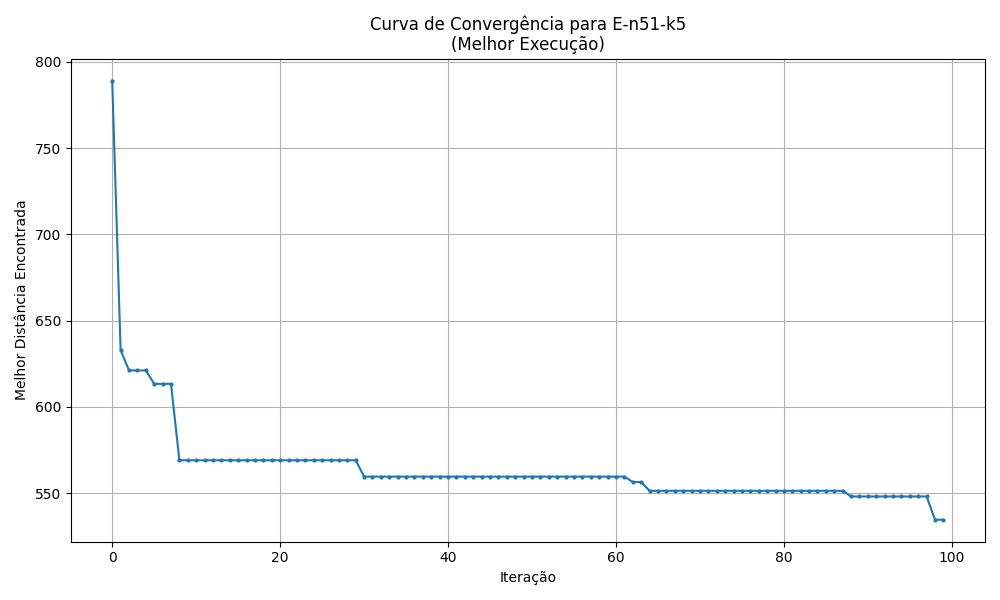 Curva de Convergência para E-n51-k5
(Melhor Execução)
Melhor Distância Encontrada
800
750
700
650
600
550
0 20 40 60 80 100
Iteração